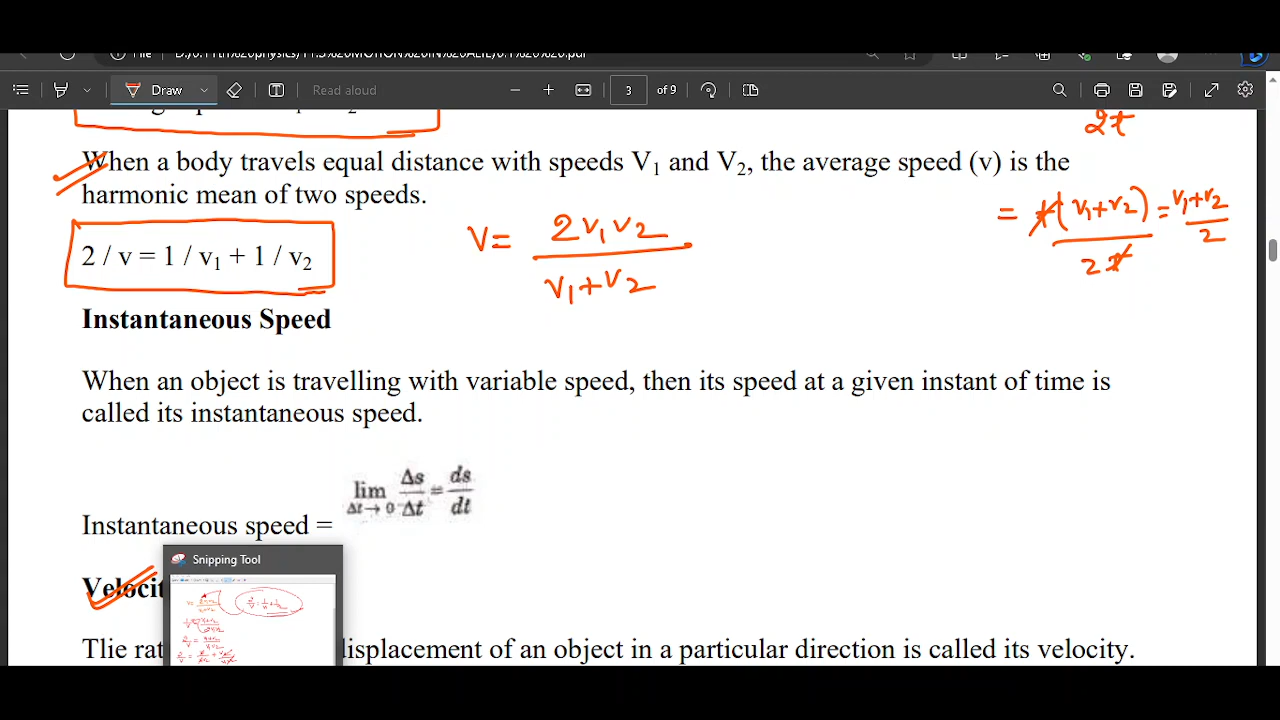 File
Draw
Read aloud
3
of 9
2t
When a body travels equal distance with speeds V₁ and V₂, the average speed (v) is the
harmonic mean of two speeds.
= t(v₁+v₂) / 2t = v₁+v₂ / 2
2 / v = 1 / v₁ + 1 / v₂
V = 2v₁v₂ / v₁+v₂
Instantaneous Speed
When an object is travelling with variable speed, then its speed at a given instant of time is
called its instantaneous speed.
Instantaneous speed = lim Δt→0 Δs/Δt = ds/dt
Snipping Tool
Velocit
Tlie rat
isplacement of an object in a particular direction is called its velocity.